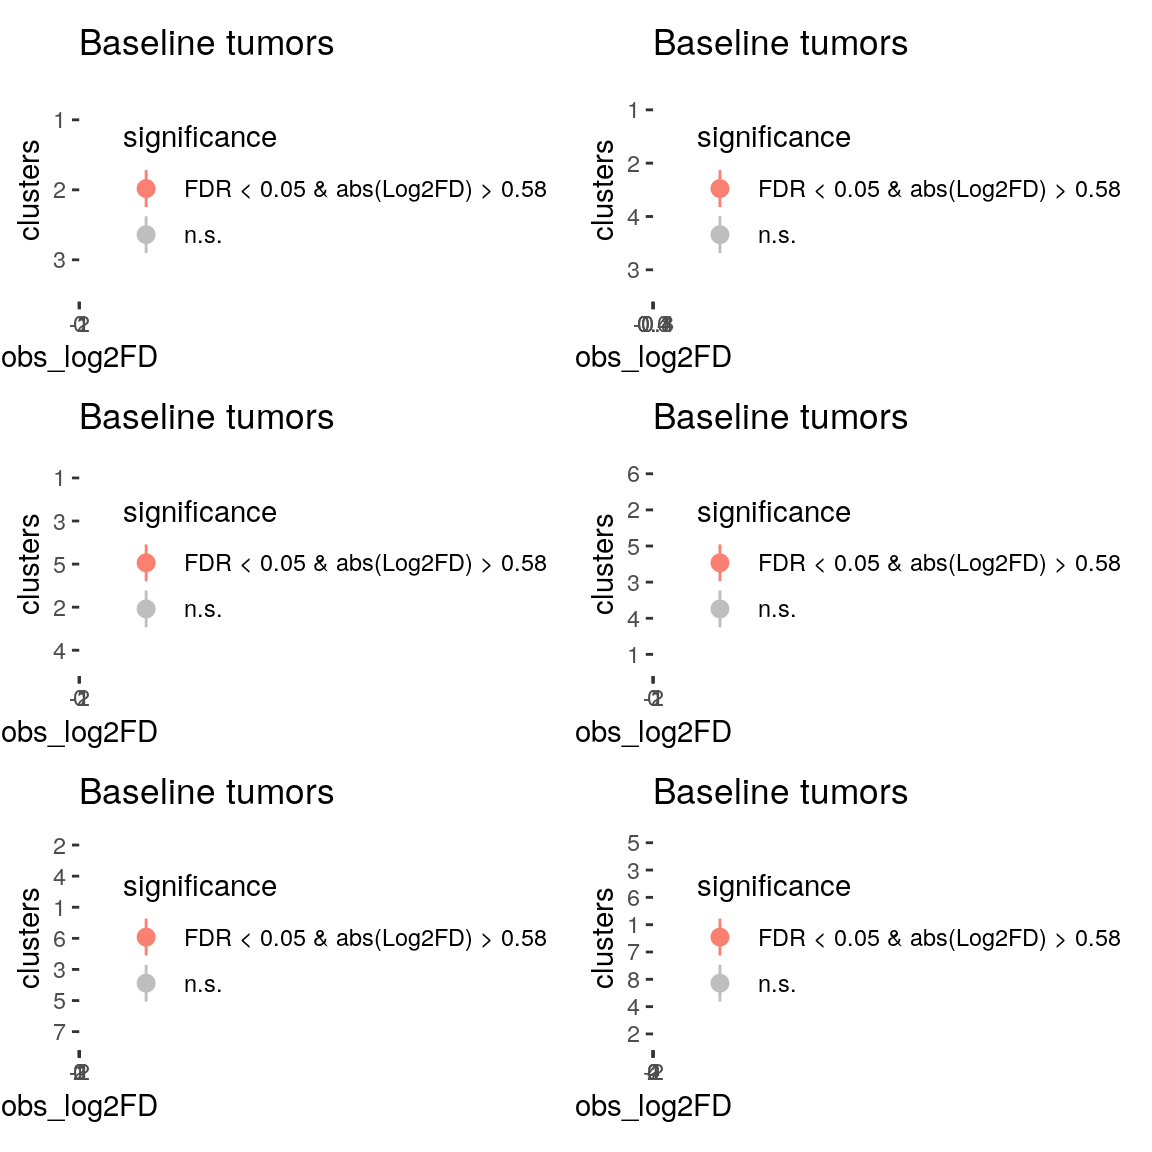 Baseline tumors
1
2
3
clusters
significance
FDR < 0.05 & abs(Log2FD) > 0.58
n.s.
obs_log2FD
Baseline tumors
1
2
4
3
clusters
significance
FDR < 0.05 & abs(Log2FD) > 0.58
n.s.
obs_log2FD
Baseline tumors
1
3
5
2
4
clusters
significance
FDR < 0.05 & abs(Log2FD) > 0.58
n.s.
obs_log2FD
Baseline tumors
6
2
5
3
4
1
clusters
significance
FDR < 0.05 & abs(Log2FD) > 0.58
n.s.
obs_log2FD
Baseline tumors
2
4
1
6
3
5
7
clusters
significance
FDR < 0.05 & abs(Log2FD) > 0.58
n.s.
obs_log2FD
Baseline tumors
5
3
6
1
7
8
4
2
clusters
significance
FDR < 0.05 & abs(Log2FD) > 0.58
n.s.
obs_log2FD